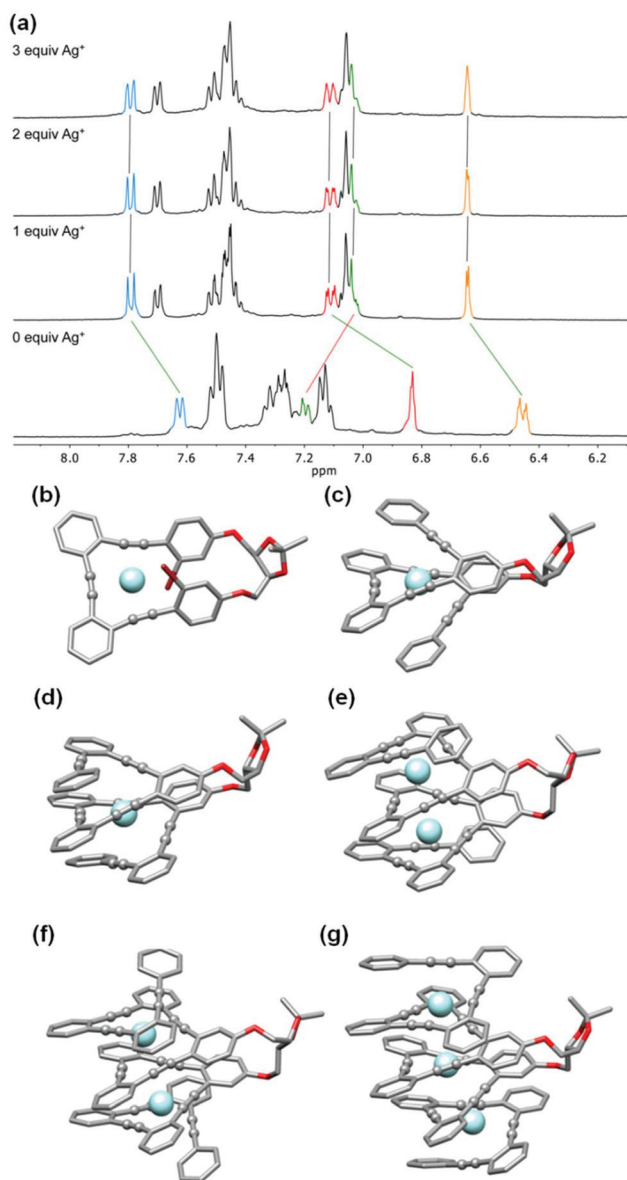 (a)
3 equiv Ag⁺
2 equiv Ag⁺
1 equiv Ag⁺
0 equiv Ag⁺
8.0 7.8 7.6 7.4 7.2 7.0 6.8 6.6 6.4 6.2
ppm
(b) (c)
(d) (e)
(f) (g)